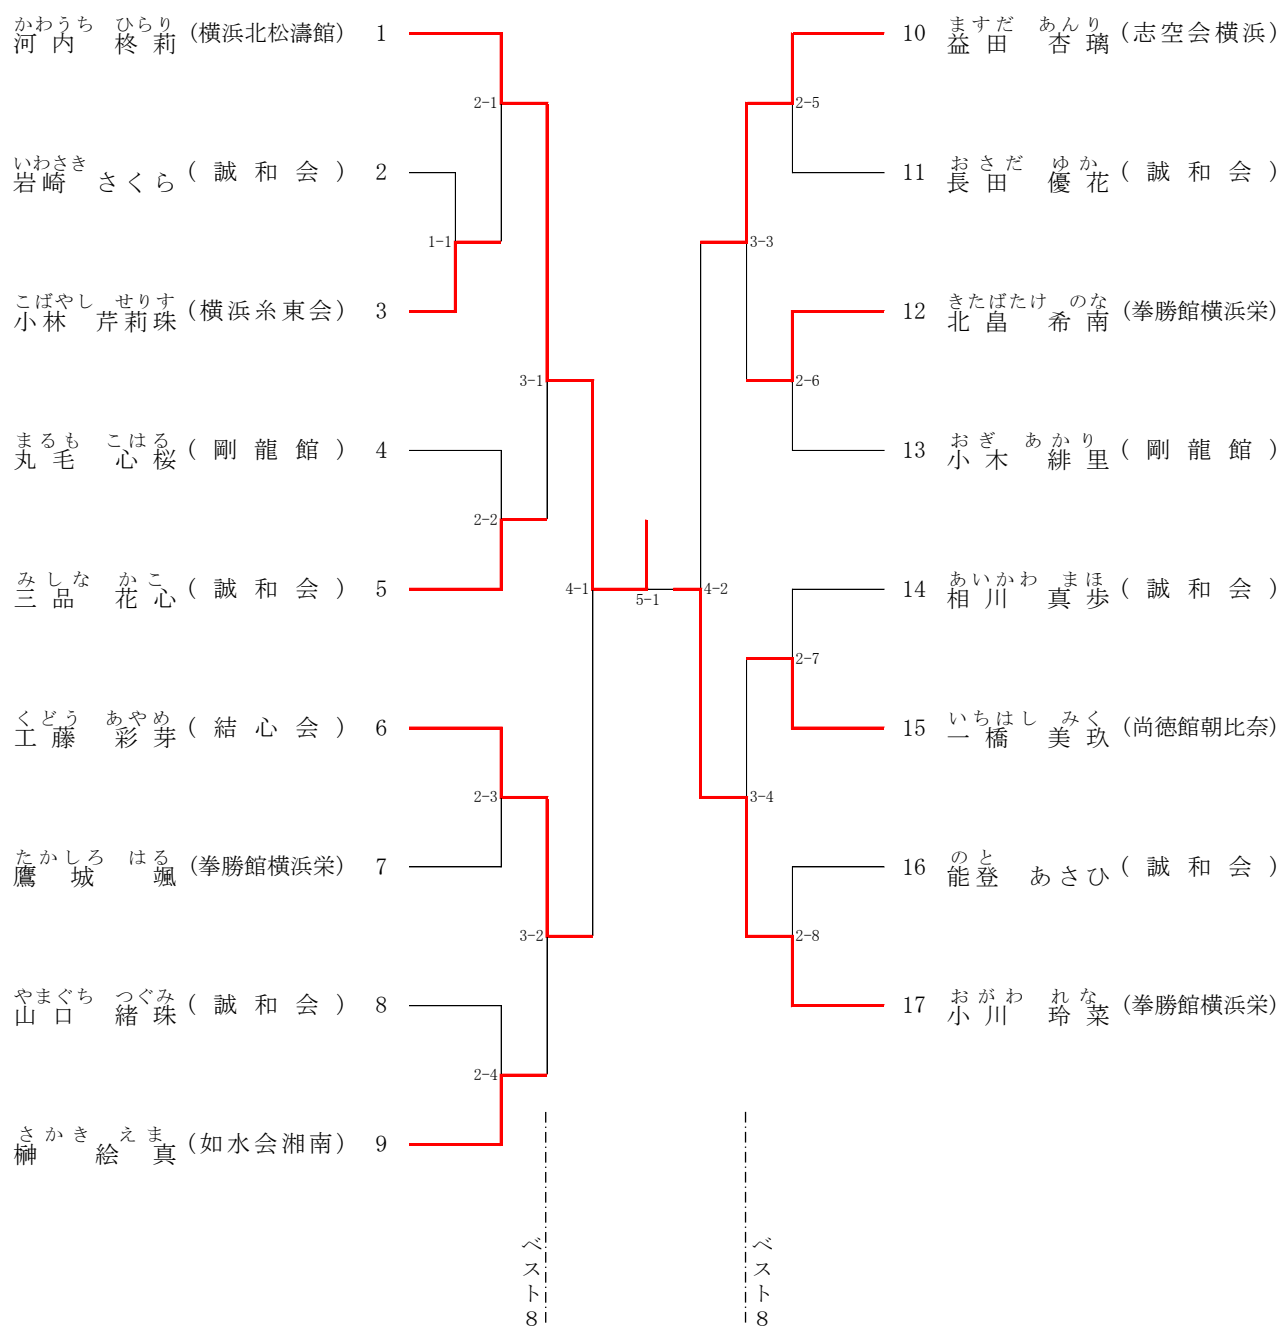 かわうち ひらり
河内 柊莉 (横浜北松濤館) 1
2-1
いわさき
岩崎 さくら (誠和会) 2
1-1
こばやし せりす
小林 芹莉珠 (横浜糸東会) 3
3-1
まるも こはる
丸毛 心桜 (剛龍館) 4
2-2
みしな かこ
三品 花心 (誠和会) 5
4-1
5-1
くどう あやめ
工藤 彩芽 (結心会) 6
2-3
たかしろ はる
鷹城 颯 (拳勝館横浜栄) 7
3-2
やまぐち つぐみ
山口 緒珠 (誠和会) 8
2-4
さかき えま
榊 絵真 (如水会湘南) 9
ベスト8
ますだ あんり
10 益田 杏璃 (志空会横浜)
2-5
おさだ ゆか
11 長田 優花 (誠和会)
3-3
きたばたけ のな
12 北畠 希南 (拳勝館横浜栄)
2-6
おぎ あかり
13 小木 緋里 (剛龍館)
4-2
あいかわ まほ
14 相川 真歩 (誠和会)
2-7
いちはし みく
15 一橋 美玖 (尚徳館朝比奈)
3-4
のと
16 能登 あさひ (誠和会)
2-8
おがわ れな
17 小川 玲菜 (拳勝館横浜栄)
ベスト8